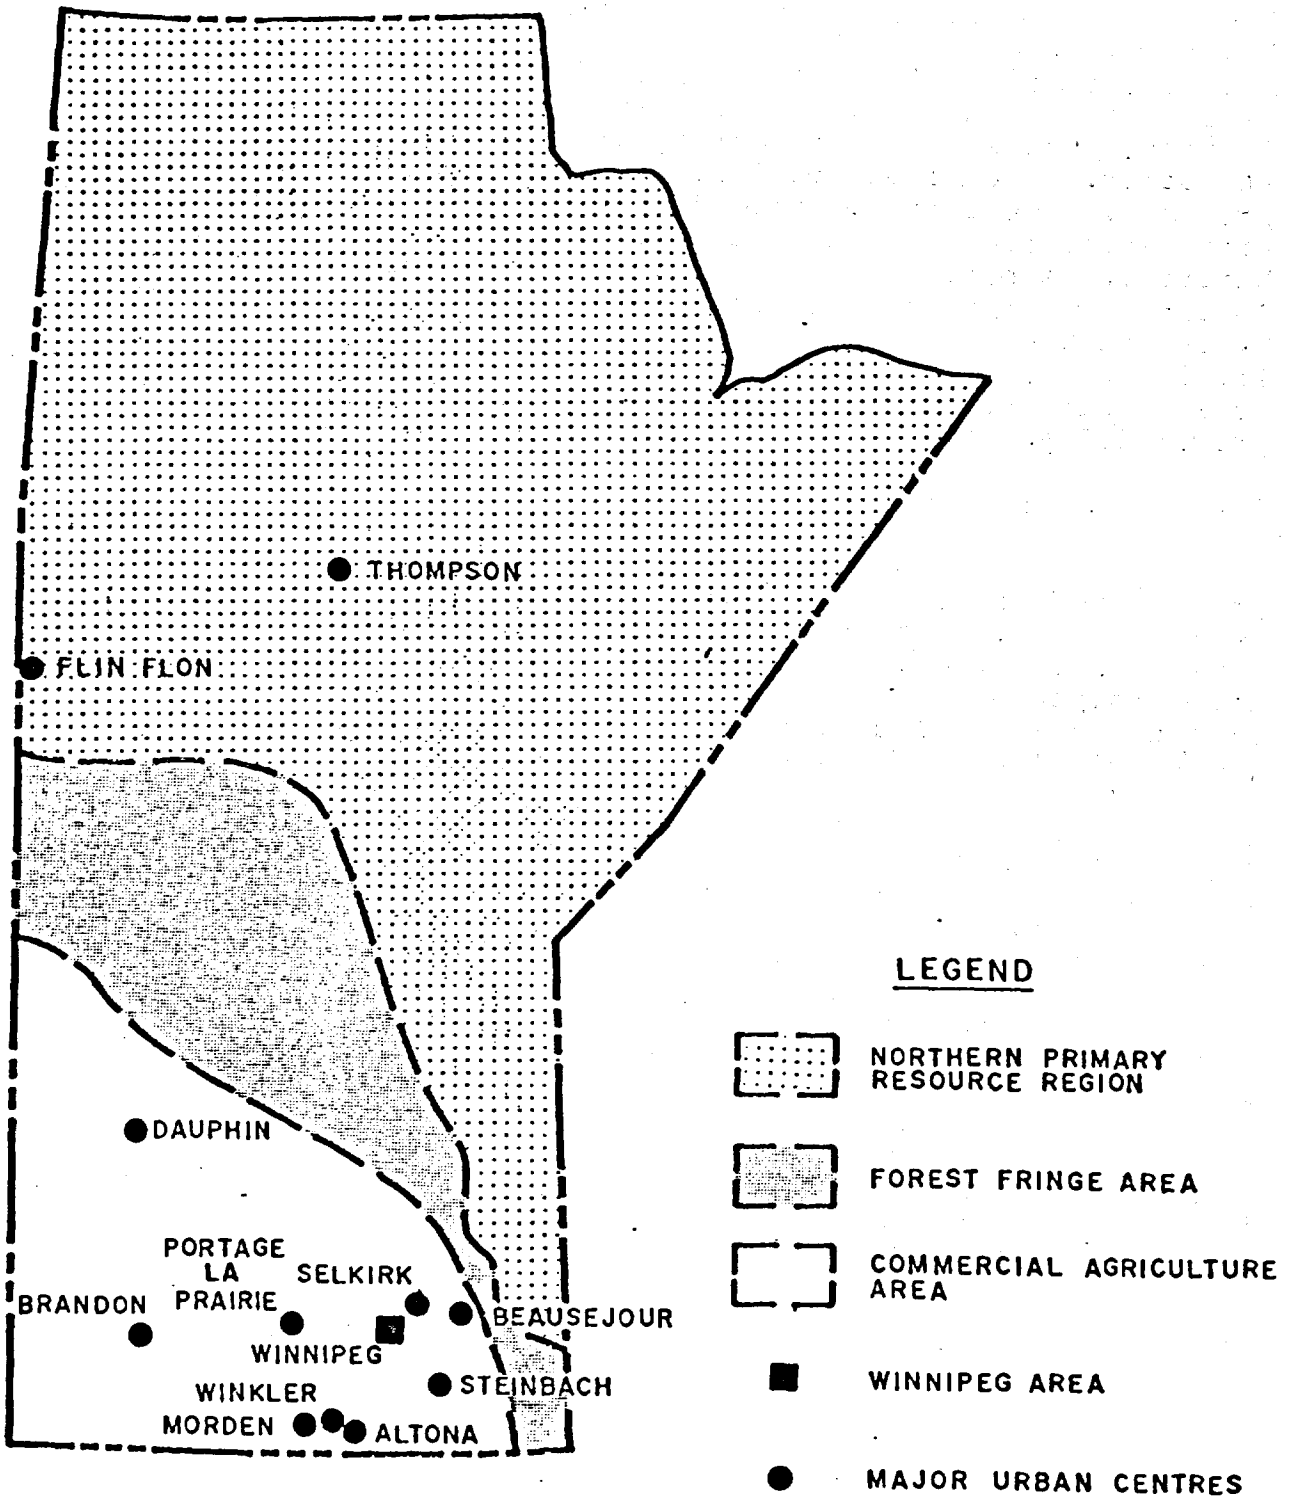 THOMPSON
FLIN FLON
LEGEND
NORTHERN PRIMARY
RESOURCE REGION
DAUPHIN
FOREST FRINGE AREA
PORTAGE
LA
PRAIRIE
SELKIRK
COMMERCIAL AGRICULTURE
AREA
BRANDON
BEAUSEJOUR
WINNIPEG
WINNIPEG AREA
STEINBACH
WINKLER
MORDEN
ALTONA
MAJOR URBAN CENTRES